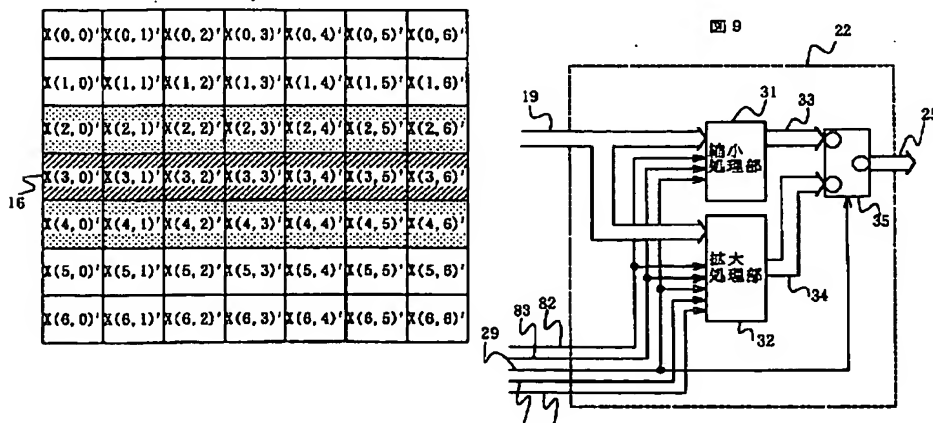 X(0,0)' X(0,1)' X(0,2)' X(0,3)' X(0,4)' X(0,5)' X(0,6)'
X(1,0)' X(1,1)' X(1,2)' X(1,3)' X(1,4)' X(1,5)' X(1,6)'
X(2,0)' X(2,1)' X(2,2)' X(2,3)' X(2,4)' X(2,5)' X(2,6)'
X(3,0)' X(3,1)' X(3,2)' X(3,3)' X(3,4)' X(3,5)' X(3,6)'
16
X(4,0)' X(4,1)' X(4,2)' X(4,3)' X(4,4)' X(4,5)' X(4,6)'
X(5,0)' X(5,1)' X(5,2)' X(5,3)' X(5,4)' X(5,5)' X(5,6)'
X(6,0)' X(6,1)' X(6,2)' X(6,3)' X(6,4)' X(6,5)' X(6,6)'
図 9
22
19
31
33
25
縮小
処理部
35
拡大
処理部
34
32
82
83
29